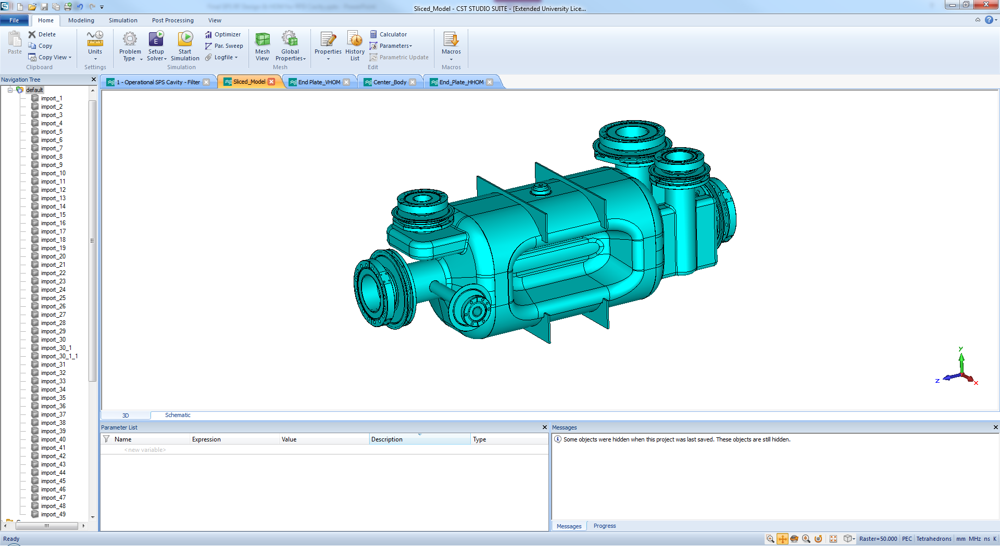 Sliced_Model - CST STUDIO SUITE - [Extended University Lice...
File Home Modeling Simulation Post Processing View
Paste
Delete
Copy
Copy View
Clipboard
Units
Settings
Problem Type
Setup Solver
Start Simulation
Optimizer
Par. Sweep
Logfile
Simulation
Mesh View
Global Properties
Mesh
Properties
History List
Calculator
Parameters
Parametric Update
Edit
Macros
Macros
Navigation Tree
1 - Operational SPS Cavity - Filter
Sliced_Model
End Plate_VHOM
Center_Body
End_Plate_HHOM
default
import_1
import_2
import_3
import_4
import_5
import_6
import_7
import_8
import_9
import_10
import_11
import_12
import_13
import_14
import_15
import_16
import_17
import_18
import_19
import_20
import_21
import_22
import_23
import_24
import_25
import_26
import_27
import_28
import_29
import_30
import_30_1
import_30_1_1
import_31
import_32
import_33
import_34
import_35
import_36
import_37
import_38
import_39
import_40
import_41
import_42
import_43
import_44
import_45
import_46
import_47
import_48
import_49
y
z
x
3D Schematic
Parameter List
Name Expression Value Description Type
<new variable>
Messages
Some objects were hidden when this project was last saved. These objects are still hidden.
Messages Progress
Ready
Raster=50.000 PEC Tetrahedrons mm MHz ns K